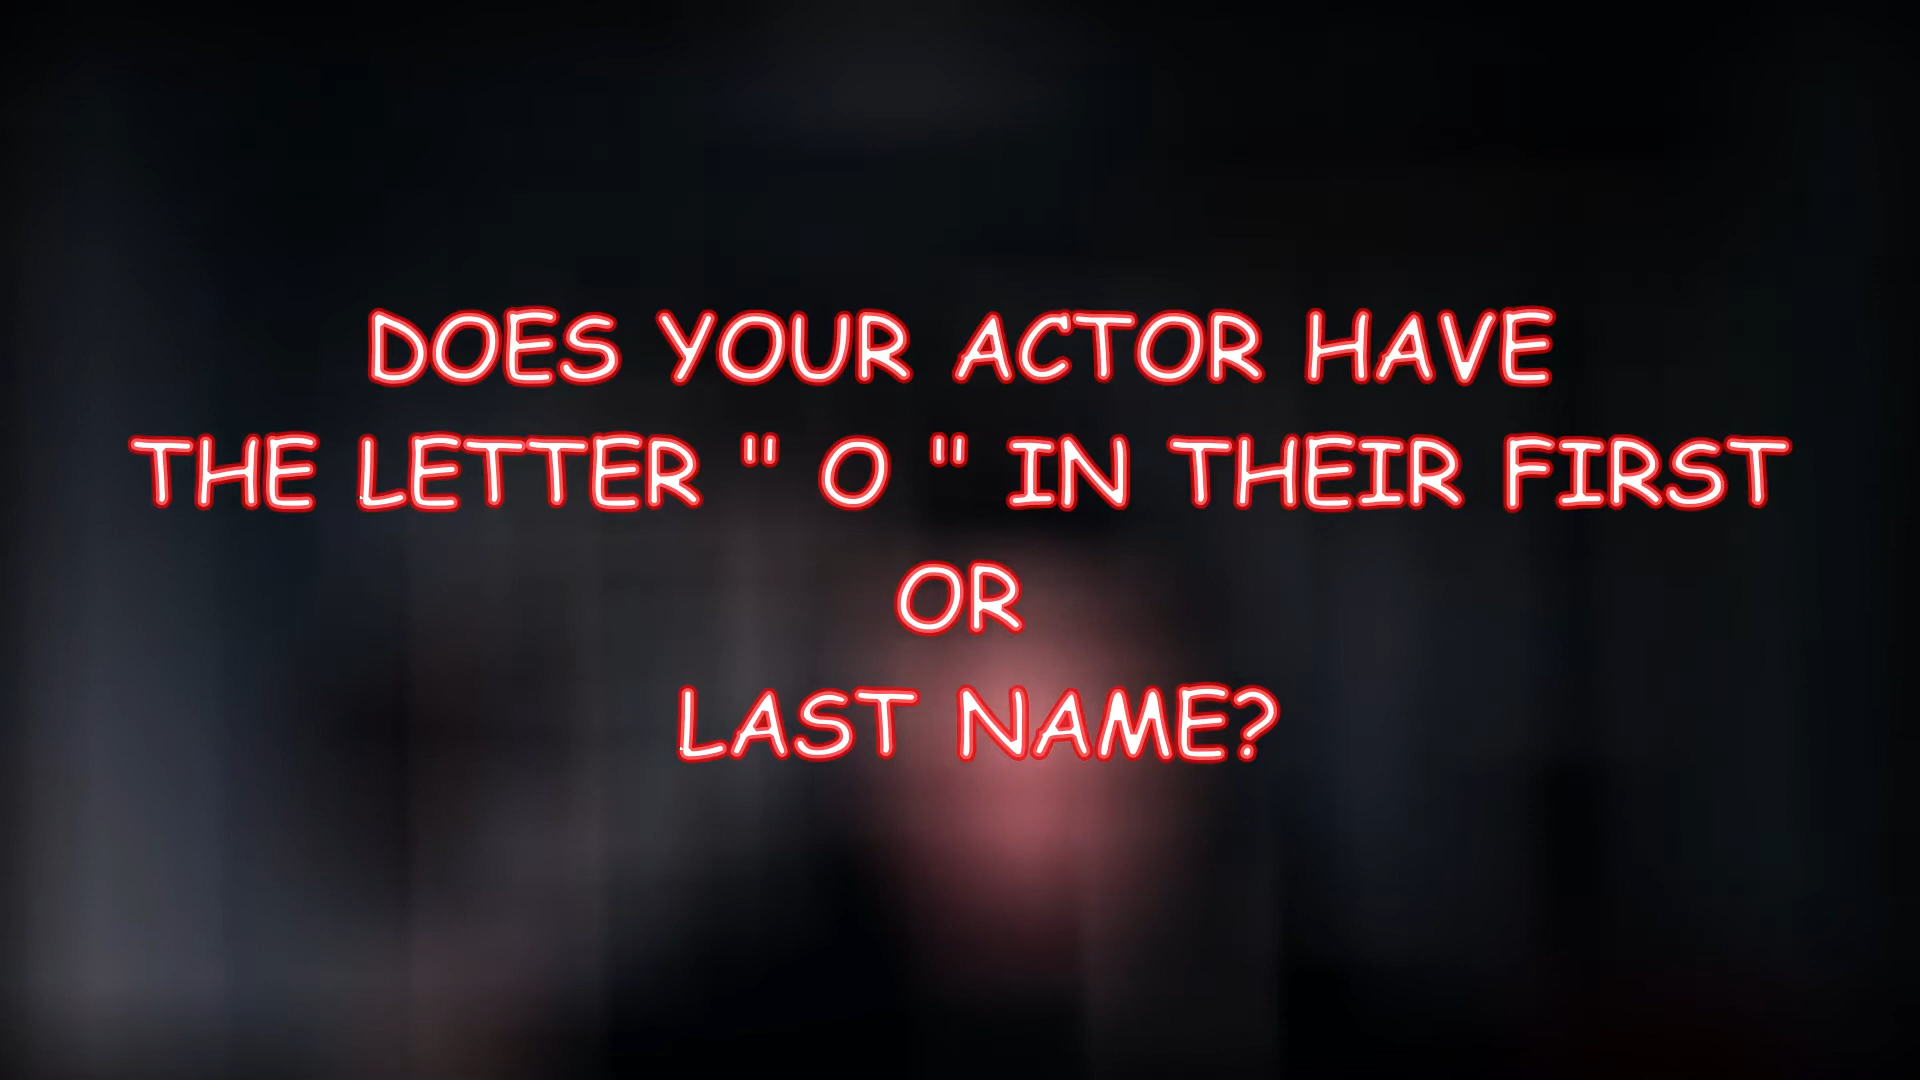 DOES YOUR ACTOR HAVE
THE LETTER " O " IN THEIR FIRST
OR
LAST NAME?